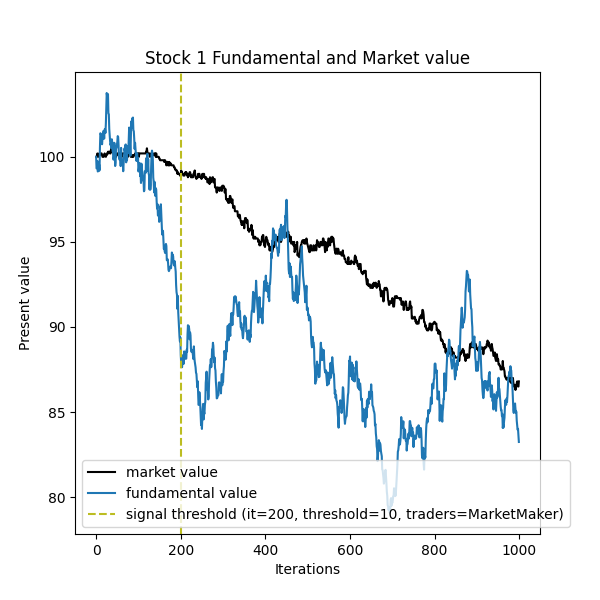 Stock 1 Fundamental and Market value
Present value
100
95
90
85
80
market value
fundamental value
signal threshold (it=200, threshold=10, traders=MarketMaker)
0 200 400 600 800 1000
Iterations